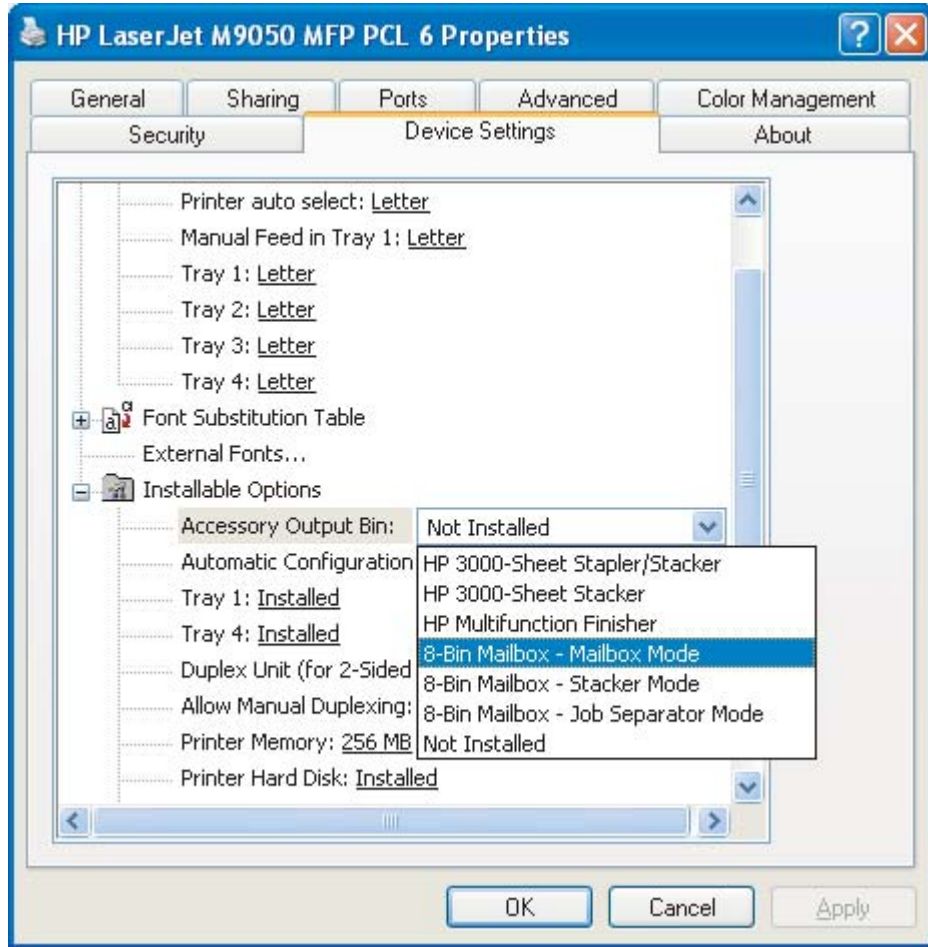 HP LaserJet M9050 MFP PCL 6 Properties
General Sharing Ports Advanced Color Management
Security Device Settings About
Printer auto select: Letter
Manual Feed in Tray 1: Letter
Tray 1: Letter
Tray 2: Letter
Tray 3: Letter
Tray 4: Letter
Font Substitution Table
External Fonts...
Installable Options
Accessory Output Bin: Not Installed
Automatic Configuration
HP 3000-Sheet Stapler/Stacker
Tray 1: Installed
HP 3000-Sheet Stacker
HP Multifunction Finisher
Tray 4: Installed
8-Bin Mailbox - Mailbox Mode
Duplex Unit (for 2-Sided
8-Bin Mailbox - Stacker Mode
Allow Manual Duplexing:
8-Bin Mailbox - Job Separator Mode
Printer Memory: 256 MB
Not Installed
Printer Hard Disk: Installed
OK Cancel Apply